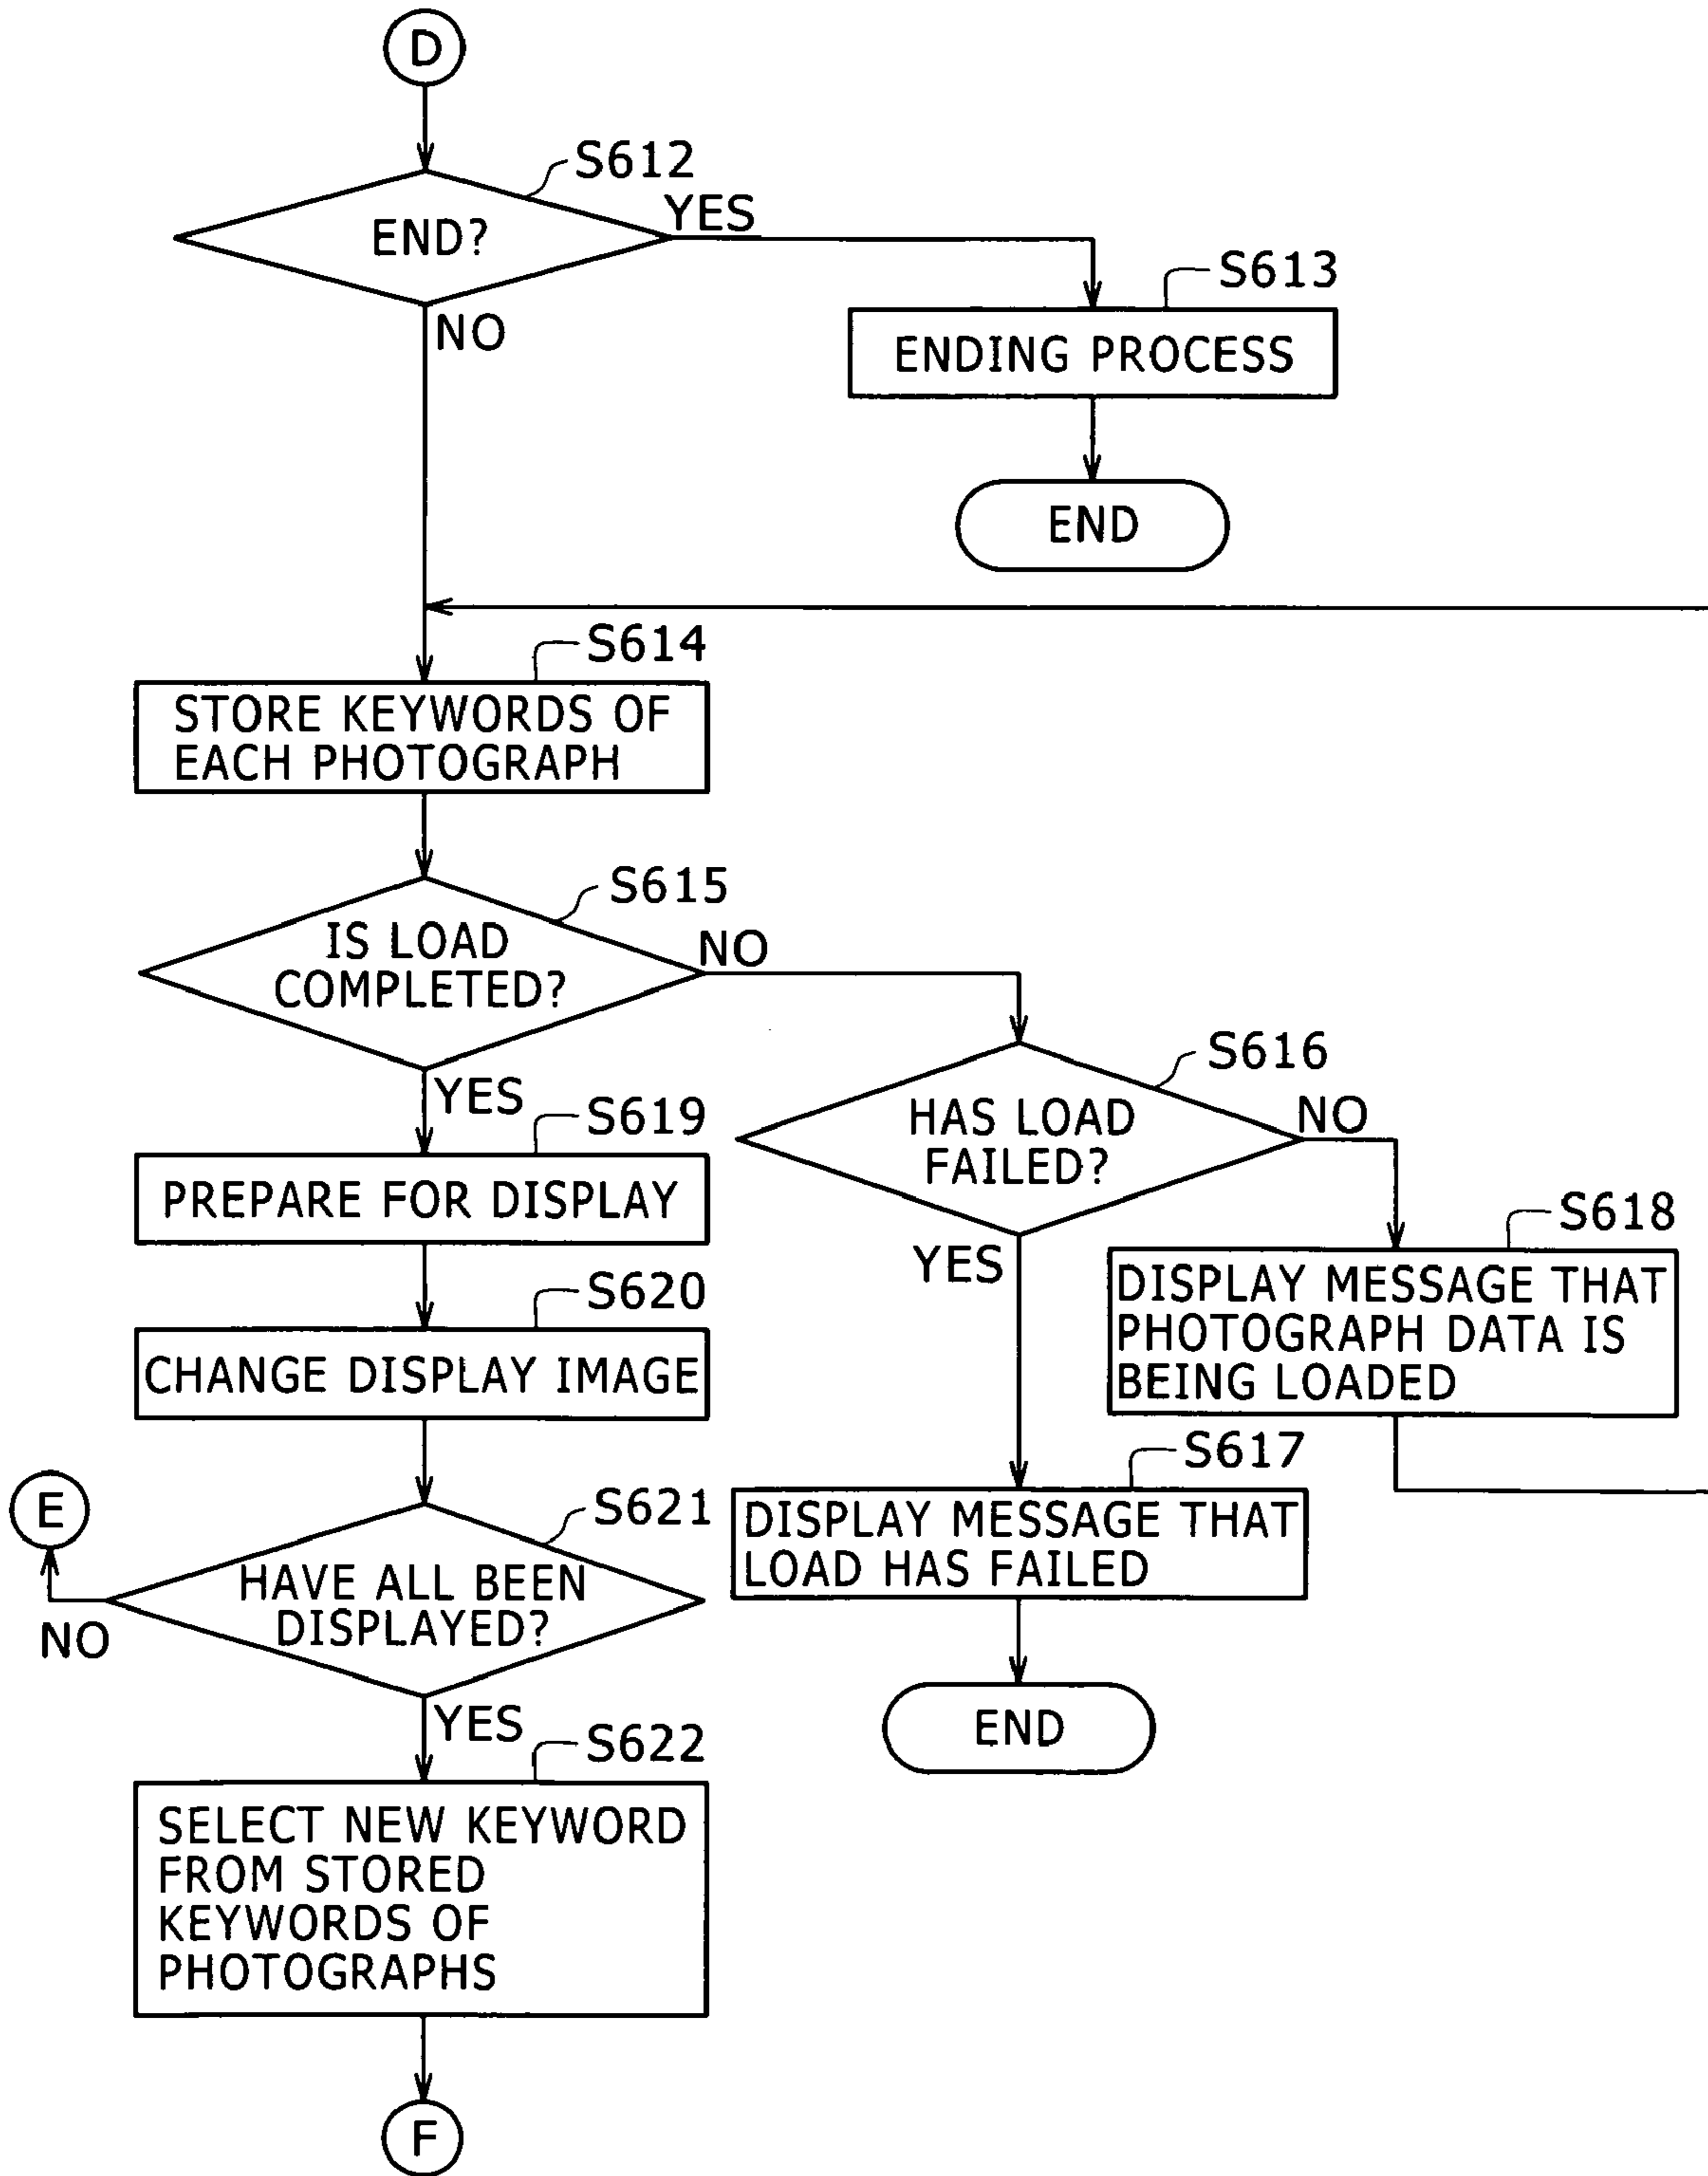 D
S612
END?
YES
NO
S613
ENDING PROCESS
END
S614
STORE KEYWORDS OF
EACH PHOTOGRAPH
S615
IS LOAD
COMPLETED?
NO
YES
S616
HAS LOAD
FAILED?
NO
YES
S618
DISPLAY MESSAGE THAT
PHOTOGRAPH DATA IS
BEING LOADED
S617
DISPLAY MESSAGE THAT
LOAD HAS FAILED
END
S619
PREPARE FOR DISPLAY
S620
CHANGE DISPLAY IMAGE
S621
HAVE ALL BEEN
DISPLAYED?
E
NO
YES
S622
SELECT NEW KEYWORD
FROM STORED
KEYWORDS OF
PHOTOGRAPHS
F